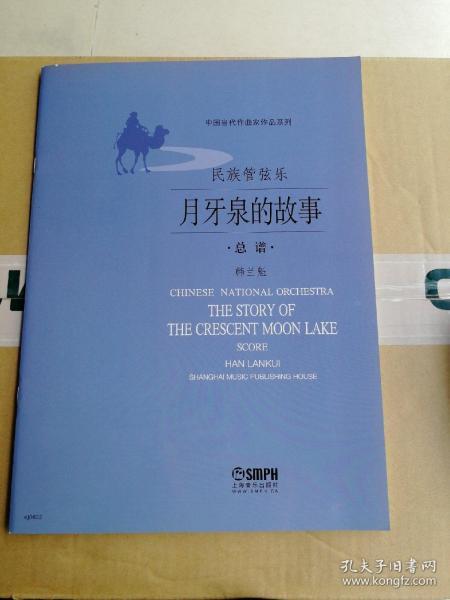 中国当代作曲家作品系列
民族管弦乐
月牙泉的故事
·总谱·
韩兰魁
CHINESE NATIONAL ORCHESTRA
THE STORY OF
THE CRESCENT MOON LAKE
SCORE
HAN LANKUI
SHANGHAI MUSIC PUBLISHING HOUSE
SMPH
上海音乐出版社
WWW.SMPH.CN
孔夫子旧书网
www.kongfz.com